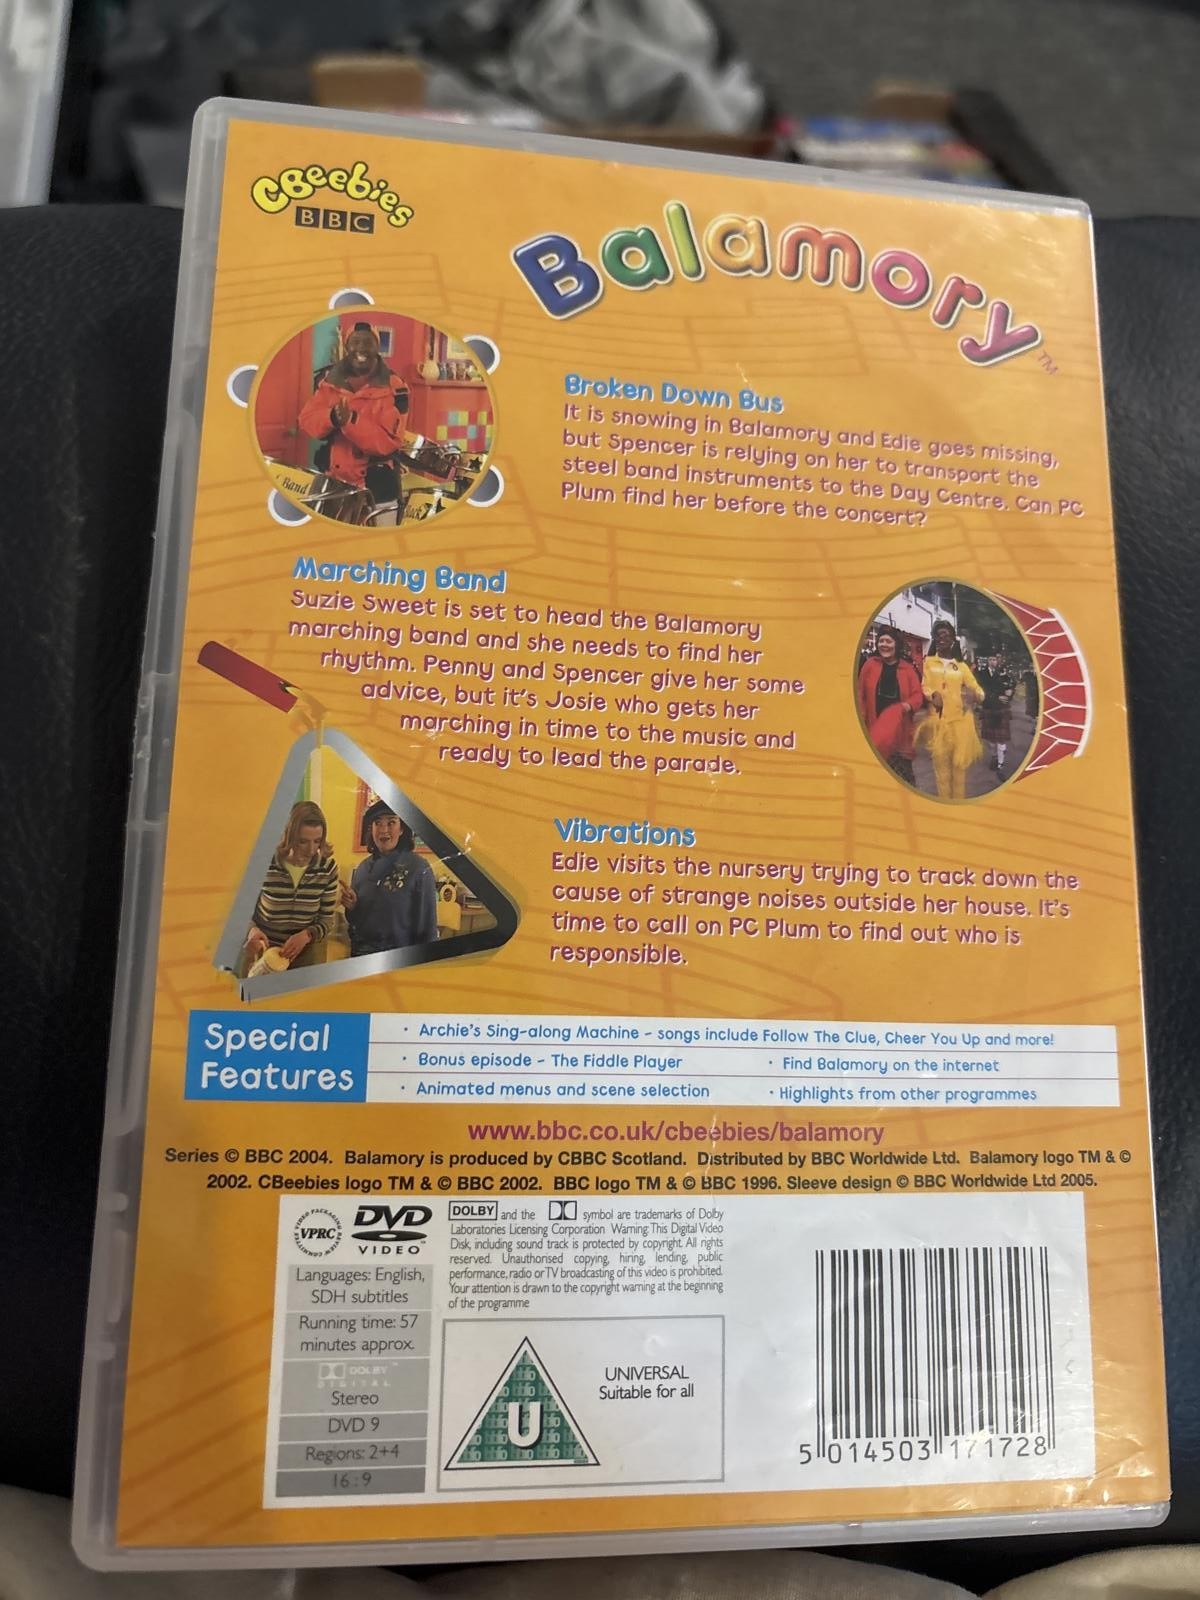 CBeebies
BBC
Balamory™
Broken Down Bus
It is snowing in Balamory and Edie goes missing,
but Spencer is relying on her to transport the
steel band instruments to the Day Centre. Can PC
Plum find her before the concert?
Band
Rock
Marching Band
Suzie Sweet is set to head the Balamory
marching band and she needs to find her
rhythm. Penny and Spencer give her some
advice, but it's Josie who gets her
marching in time to the music and
ready to lead the parade.
Vibrations
Edie visits the nursery trying to track down the
cause of strange noises outside her house. It's
time to call on PC Plum to find out who is
responsible.
Special
Features
· Archie's Sing-along Machine - songs include Follow The Clue, Cheer You Up and more!
· Bonus episode - The Fiddle Player
· Find Balamory on the internet
· Animated menus and scene selection
· Highlights from other programmes
www.bbc.co.uk/cbeebies/balamory
Series © BBC 2004. Balamory is produced by CBBC Scotland. Distributed by BBC Worldwide Ltd. Balamory logo TM & ©
2002. CBeebies logo TM & © BBC 2002. BBC logo TM & © BBC 1996. Sleeve design © BBC Worldwide Ltd 2005.
VIDEO PACKAGING REVIEW COMMITTEE
VPRC
DVD
VIDEO™
Languages: English,
SDH subtitles
Running time: 57
minutes approx.
DOLBY™
DIGITAL
Stereo
DVD 9
Regions: 2+4
16:9
DOLBY and the symbol are trademarks of Dolby
Laboratories Licensing Corporation Warning: This Digital Video
Disk, including sound track is protected by copyright. All rights
reserved. Unauthorised copying, hiring, lending, public
performance, radio or TV broadcasting of this video is prohibited.
Your attention is drawn to the copyright warning at the beginning
of the programme
U
UNIVERSAL
Suitable for all
5 014503 171728